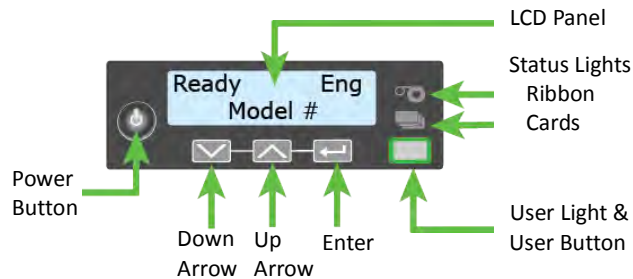 LCD Panel
Status Lights
Ribbon
Cards
Ready Eng
Model #
Power
Button
Down
Arrow
Up
Arrow
Enter
User Light &
User Button